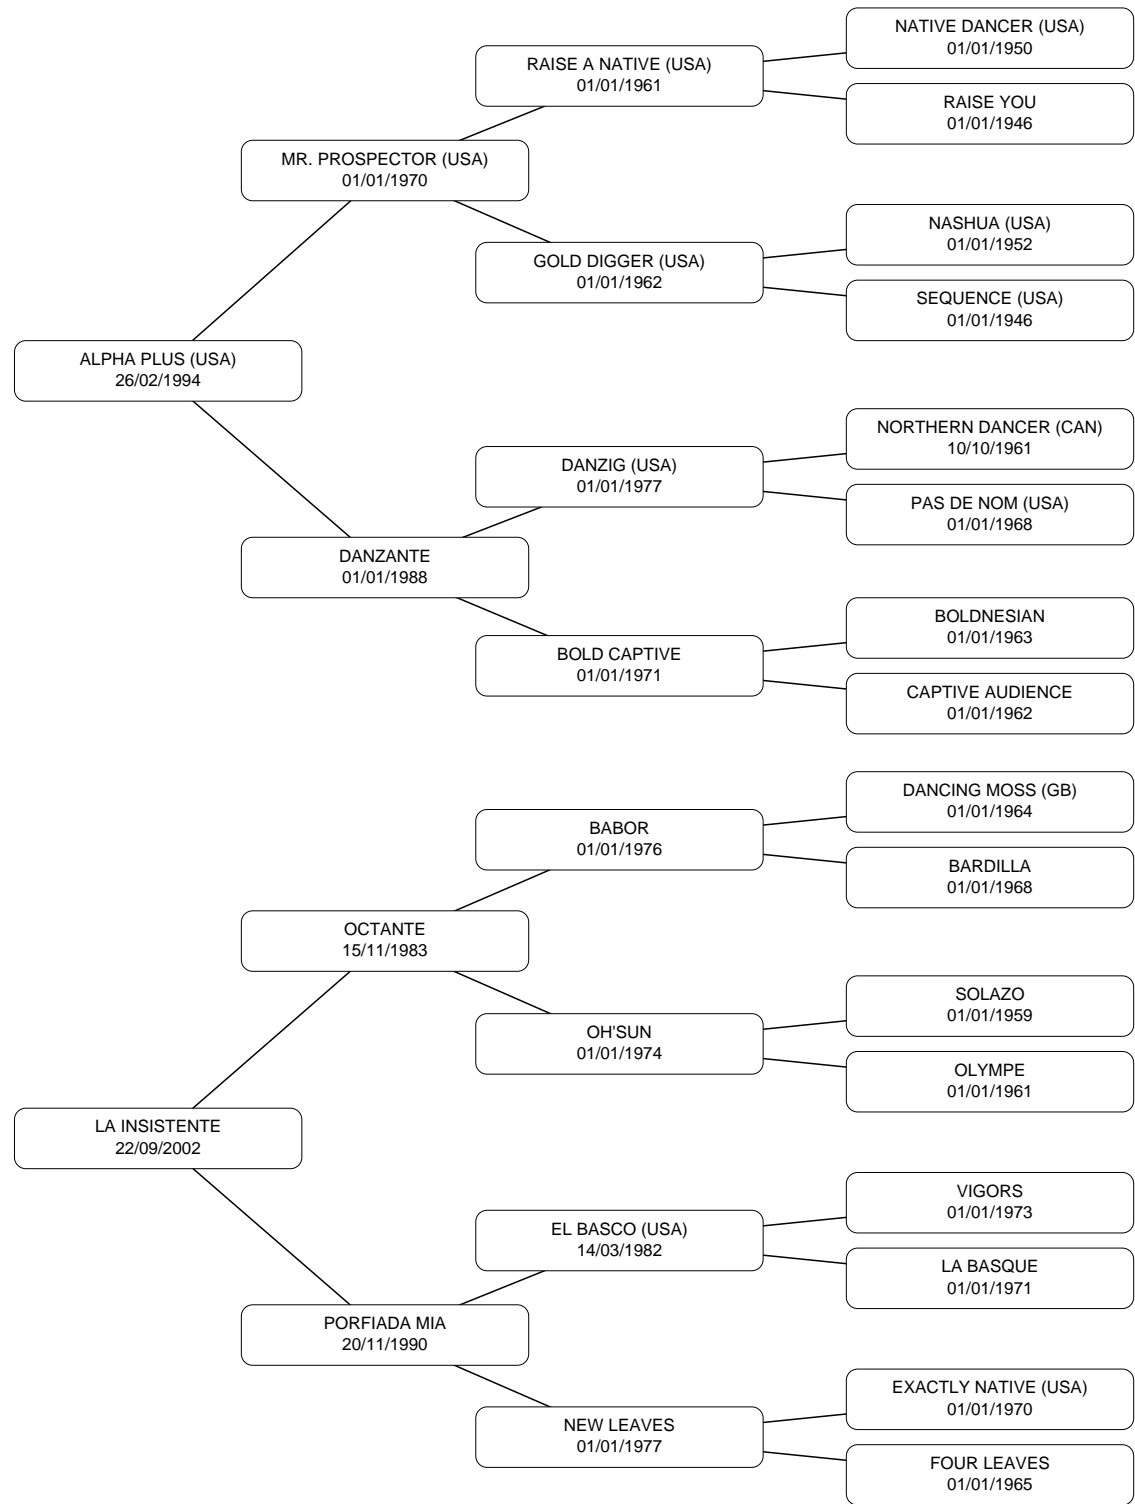 NATIVE DANCER (USA)
01/01/1950
RAISE A NATIVE (USA)
01/01/1961
RAISE YOU
01/01/1946
MR. PROSPECTOR (USA)
01/01/1970
NASHUA (USA)
01/01/1952
GOLD DIGGER (USA)
01/01/1962
SEQUENCE (USA)
01/01/1946
ALPHA PLUS (USA)
26/02/1994
NORTHERN DANCER (CAN)
10/10/1961
DANZIG (USA)
01/01/1977
PAS DE NOM (USA)
01/01/1968
DANZANTE
01/01/1988
BOLDNESIAN
01/01/1963
BOLD CAPTIVE
01/01/1971
CAPTIVE AUDIENCE
01/01/1962
DANCING MOSS (GB)
01/01/1964
BABOR
01/01/1976
BARDILLA
01/01/1968
OCTANTE
15/11/1983
SOLAZO
01/01/1959
OH'SUN
01/01/1974
OLYMPE
01/01/1961
LA INSISTENTE
22/09/2002
VIGORS
01/01/1973
EL BASCO (USA)
14/03/1982
LA BASQUE
01/01/1971
PORFIADA MIA
20/11/1990
EXACTLY NATIVE (USA)
01/01/1970
NEW LEAVES
01/01/1977
FOUR LEAVES
01/01/1965